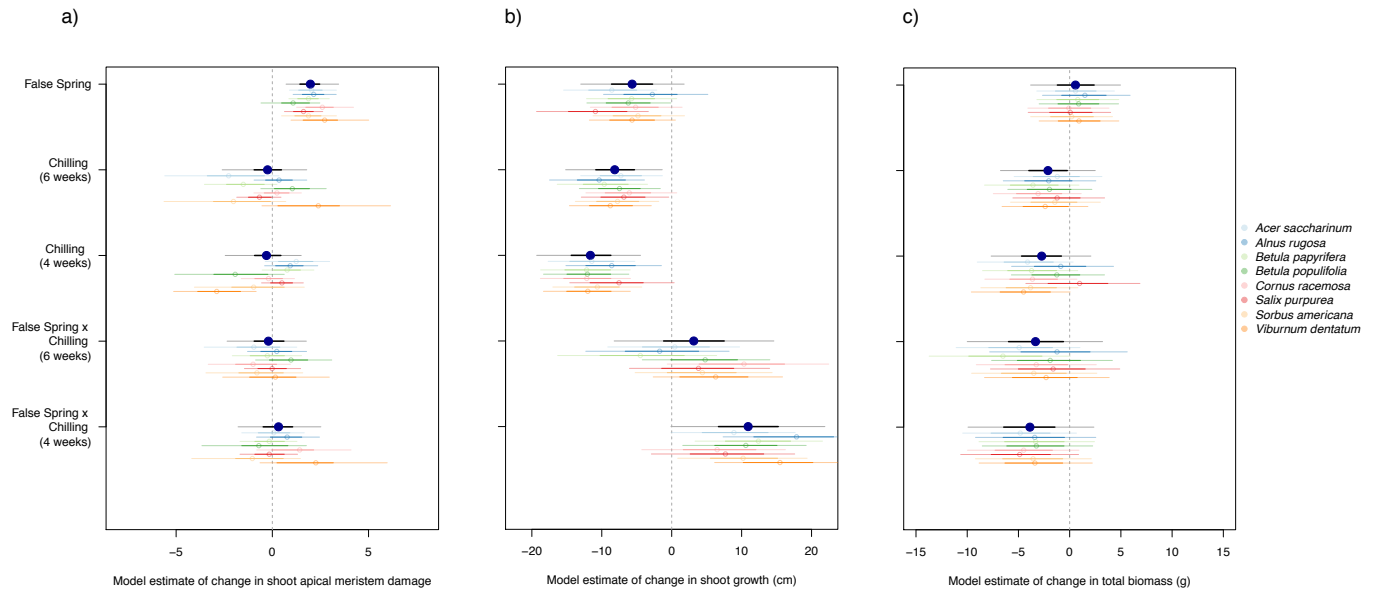 a)
b)
c)
False Spring
Chilling
(6 weeks)
Chilling
(4 weeks)
False Spring x
Chilling
(6 weeks)
False Spring x
Chilling
(4 weeks)
Acer saccharinum
Alnus rugosa
Betula papyrifera
Betula populifolia
Cornus racemosa
Salix purpurea
Sorbus americana
Viburnum dentatum
−5 0 5
−20 −10 0 10 20
−15 −10 −5 0 5 10 15
Model estimate of change in shoot apical meristem damage
Model estimate of change in shoot growth (cm)
Model estimate of change in total biomass (g)